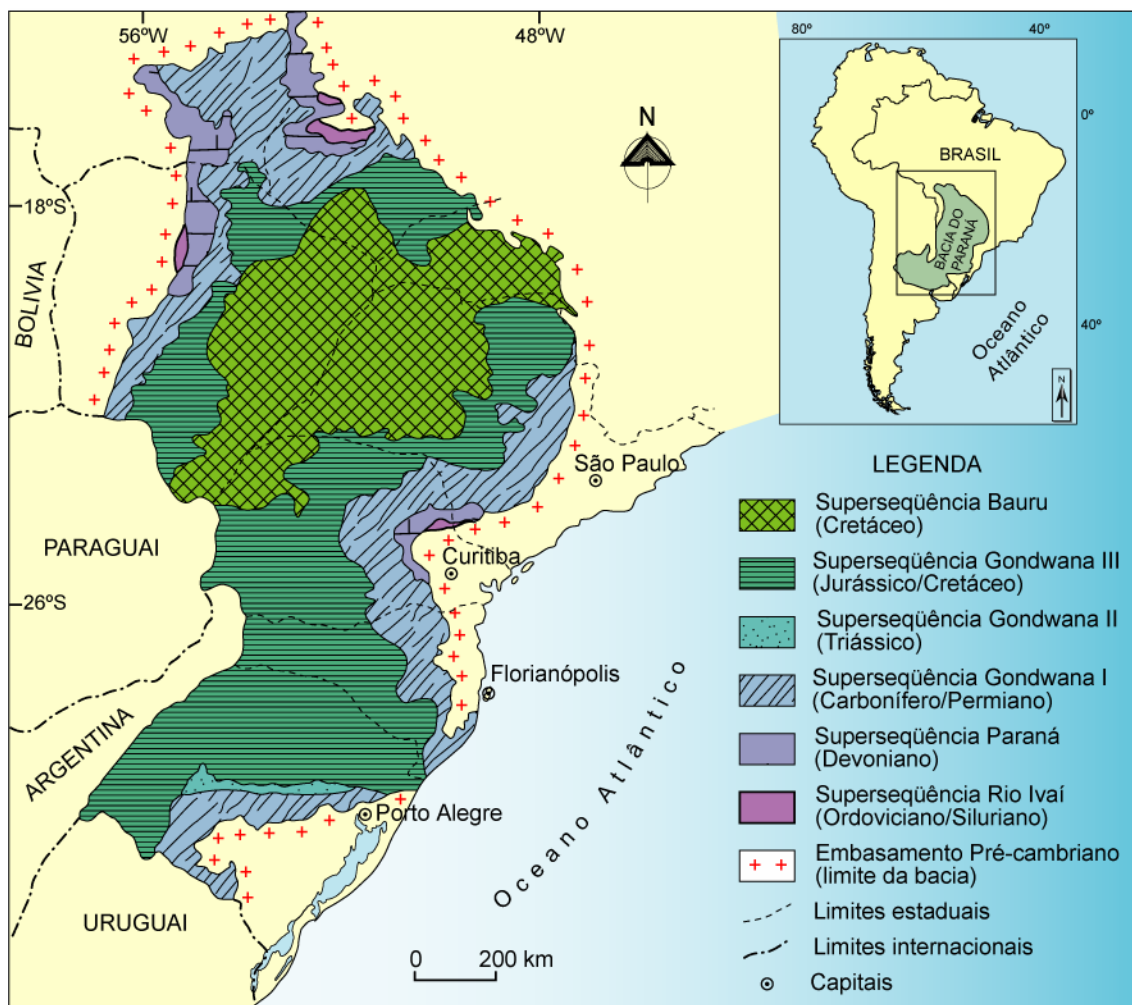 56ºW
48ºW
18ºS
26ºS
N
BOLIVIA
PARAGUAI
ARGENTINA
URUGUAI
São Paulo
Curitiba
Florianópolis
Porto Alegre
Oceano Atlântico
0 200 km
80º
40º
0º
BRASIL
BACIA DO
PARANÁ
40º
Oceano
Atlântico
N
LEGENDA
Superseqüência Bauru
(Cretáceo)
Superseqüência Gondwana III
(Jurássico/Cretáceo)
Superseqüência Gondwana II
(Triássico)
Superseqüência Gondwana I
(Carbonífero/Permiano)
Superseqüência Paraná
(Devoniano)
Superseqüência Rio Ivaí
(Ordoviciano/Siluriano)
Embasamento Pré-cambriano
(limite da bacia)
Limites estaduais
Limites internacionais
Capitais